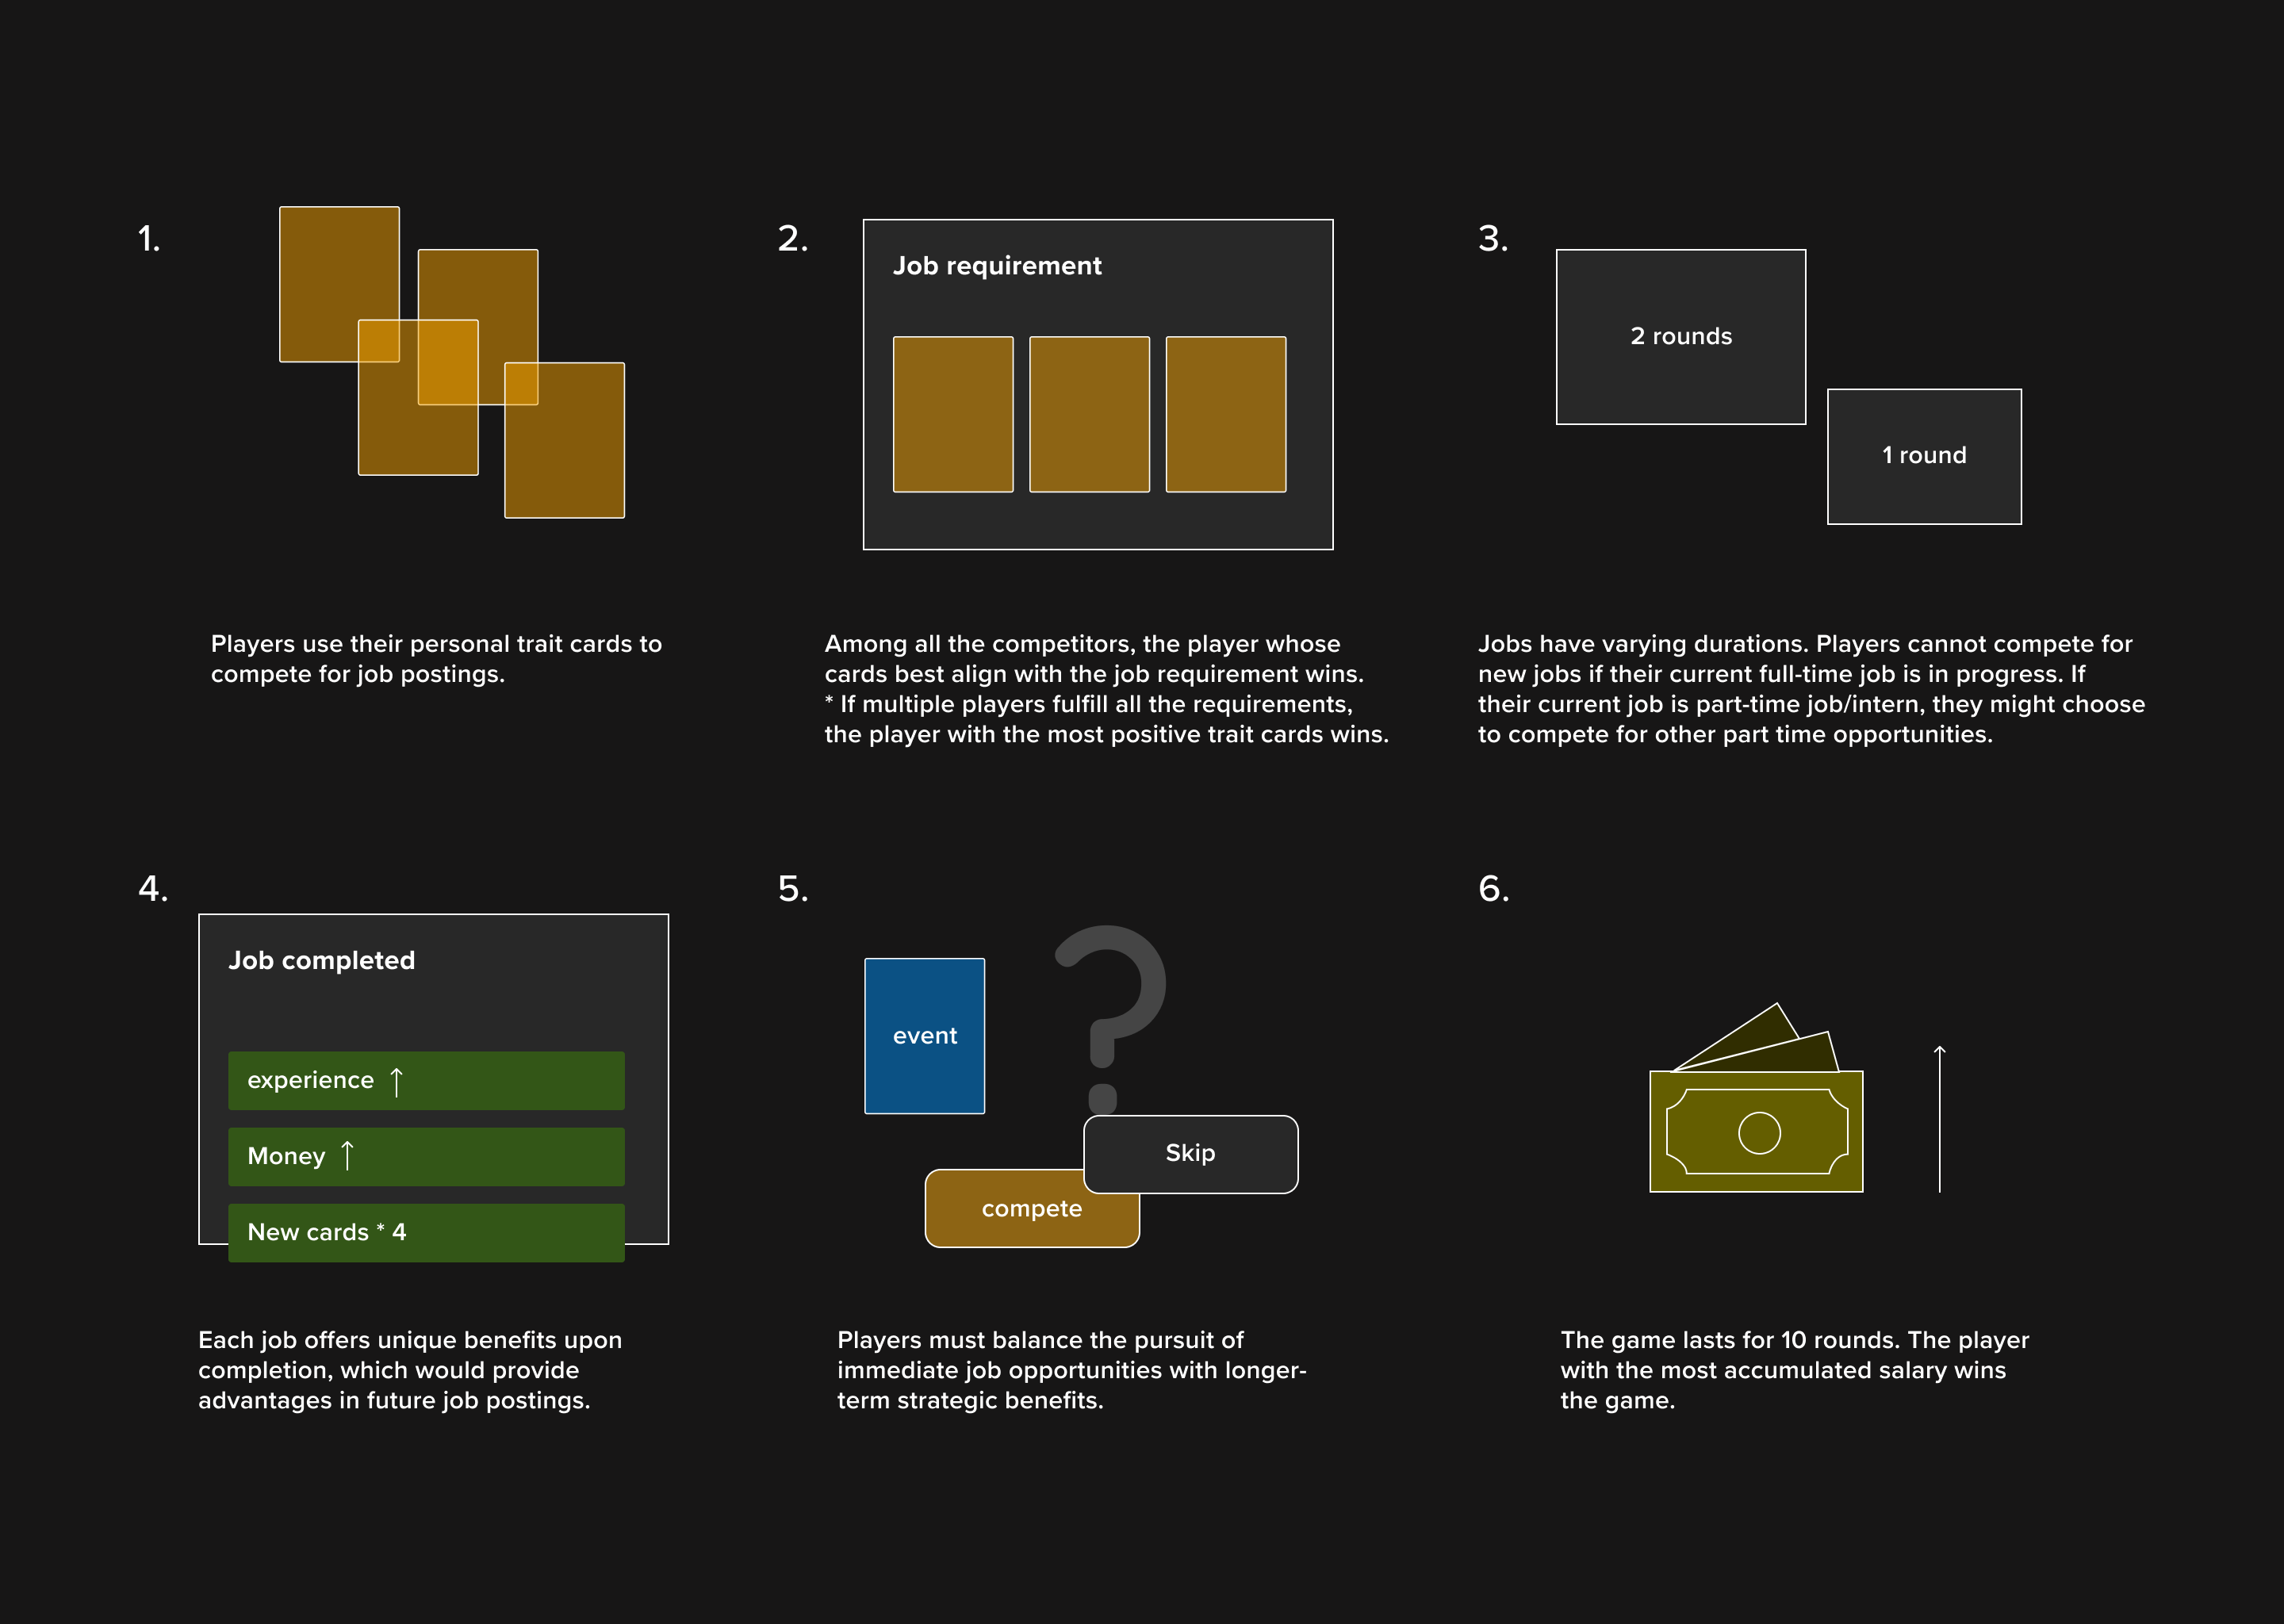 1.
Players use their personal trait cards to
compete for job postings.
2.
Job requirement
Among all the competitors, the player whose
cards best align with the job requirement wins.
* If multiple players fulfill all the requirements,
the player with the most positive trait cards wins.
3.
2 rounds
1 round
Jobs have varying durations. Players cannot compete for
new jobs if their current full-time job is in progress. If
their current job is part-time job/intern, they might choose
to compete for other part time opportunities.
4.
Job completed
experience ↑
Money ↑
New cards * 4
Each job offers unique benefits upon
completion, which would provide
advantages in future job postings.
5.
event
?
Skip
compete
Players must balance the pursuit of
immediate job opportunities with longer-
term strategic benefits.
6.
The game lasts for 10 rounds. The player
with the most accumulated salary wins
the game.